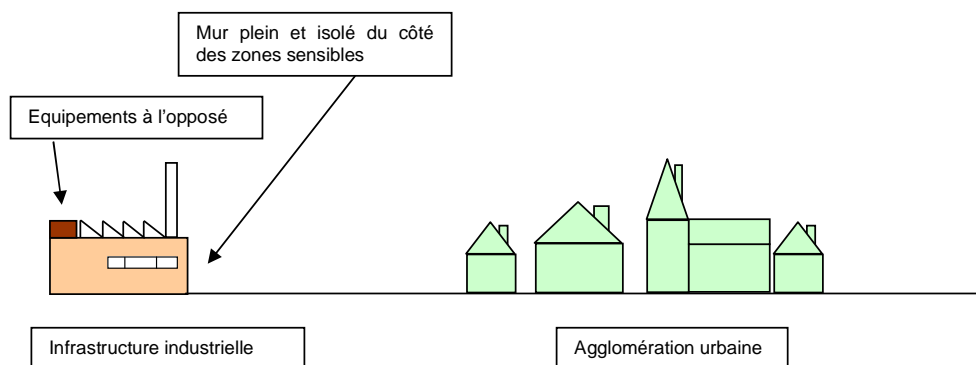 Mur plein et isolé du côté
des zones sensibles
Equipements à l'opposé
Infrastructure industrielle
Agglomération urbaine